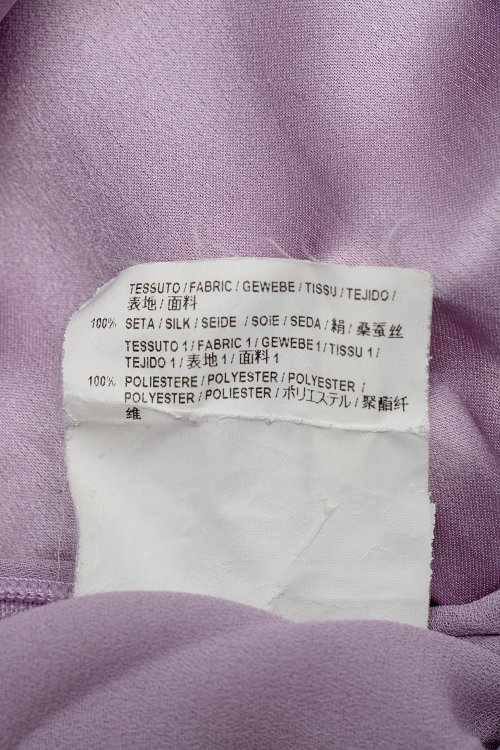 TESSUTO / FABRIC / GEWEBE / TISSU / TEJIDO /
表地 / 面料
100% SETA / SILK / SEIDE / SOIE / SEDA / 絹 / 桑蚕丝
TESSUTO 1 / FABRIC 1 / GEWEBE 1 / TISSU 1 /
TEJIDO 1 / 表地 1 / 面料 1
100% POLIESTERE / POLYESTER / POLYESTER /
POLYESTER / POLYESTER / ポリエステル / 聚酯纤
维